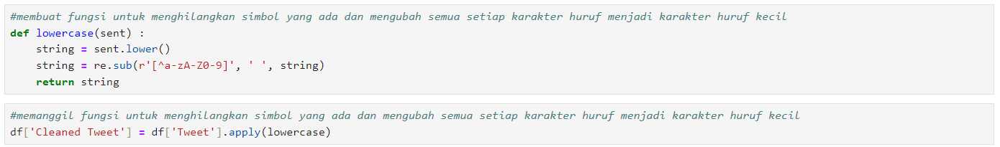 #membuat fungsi untuk menghilangkan simbol yang ada dan mengubah semua setiap karakter huruf menjadi karakter huruf kecil
def lowercase(sent) :
    string = sent.lower()
    string = re.sub(r'[^a-zA-Z0-9]', ' ', string)
    return string
#memanggil fungsi untuk menghilangkan simbol yang ada dan mengubah semua setiap karakter huruf menjadi karakter huruf kecil
df['Cleaned Tweet'] = df['Tweet'].apply(lowercase)